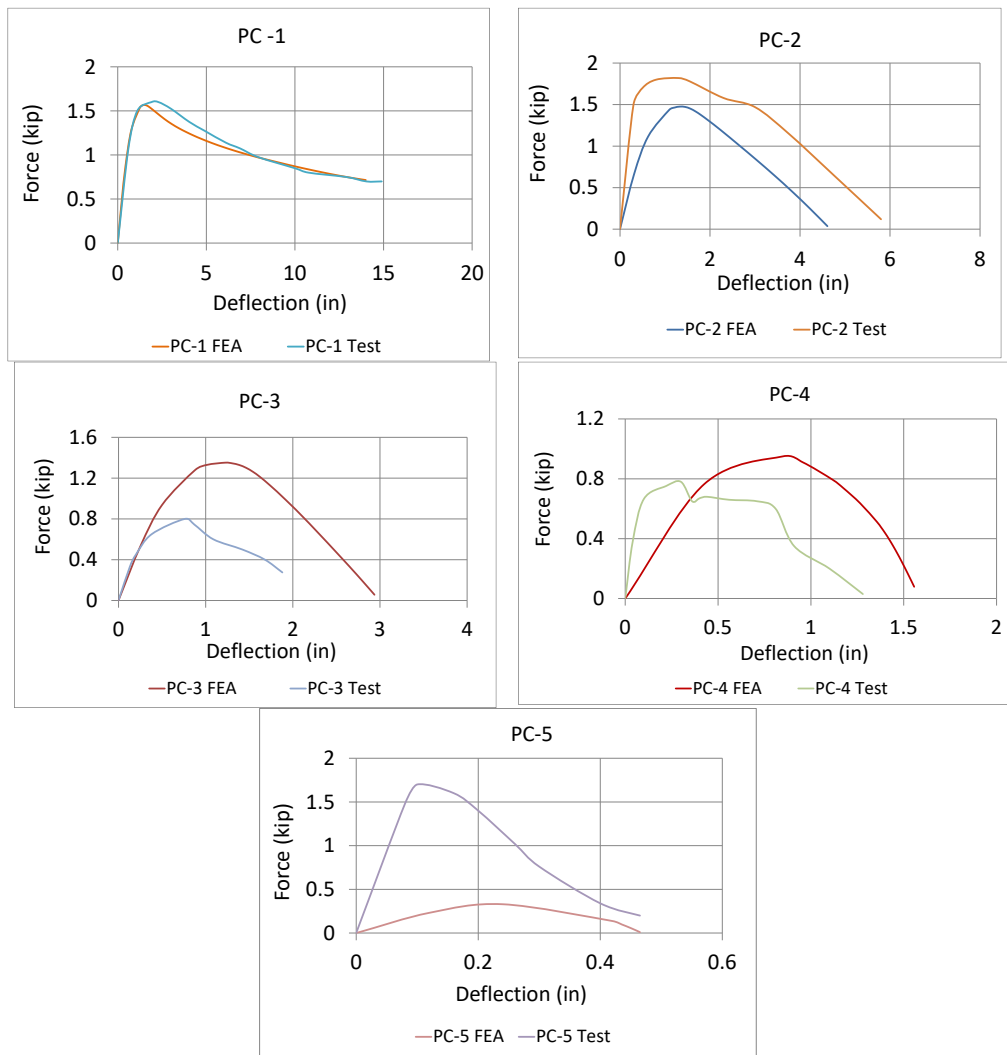 PC -1
Force (kip)
2
1.5
1
0.5
0
0 5 10 15 20
Deflection (in)
PC-1 FEA PC-1 Test
PC-2
Force (kip)
2
1.5
1
0.5
0
0 2 4 6 8
Deflection (in)
PC-2 FEA PC-2 Test
PC-3
Force (kip)
1.6
1.2
0.8
0.4
0
0 1 2 3 4
Deflection (in)
PC-3 FEA PC-3 Test
PC-4
Force (kip)
1.2
0.8
0.4
0
0 0.5 1 1.5 2
Deflection (in)
PC-4 FEA PC-4 Test
PC-5
Force (kip)
2
1.5
1
0.5
0
0 0.2 0.4 0.6
Deflection (in)
PC-5 FEA PC-5 Test